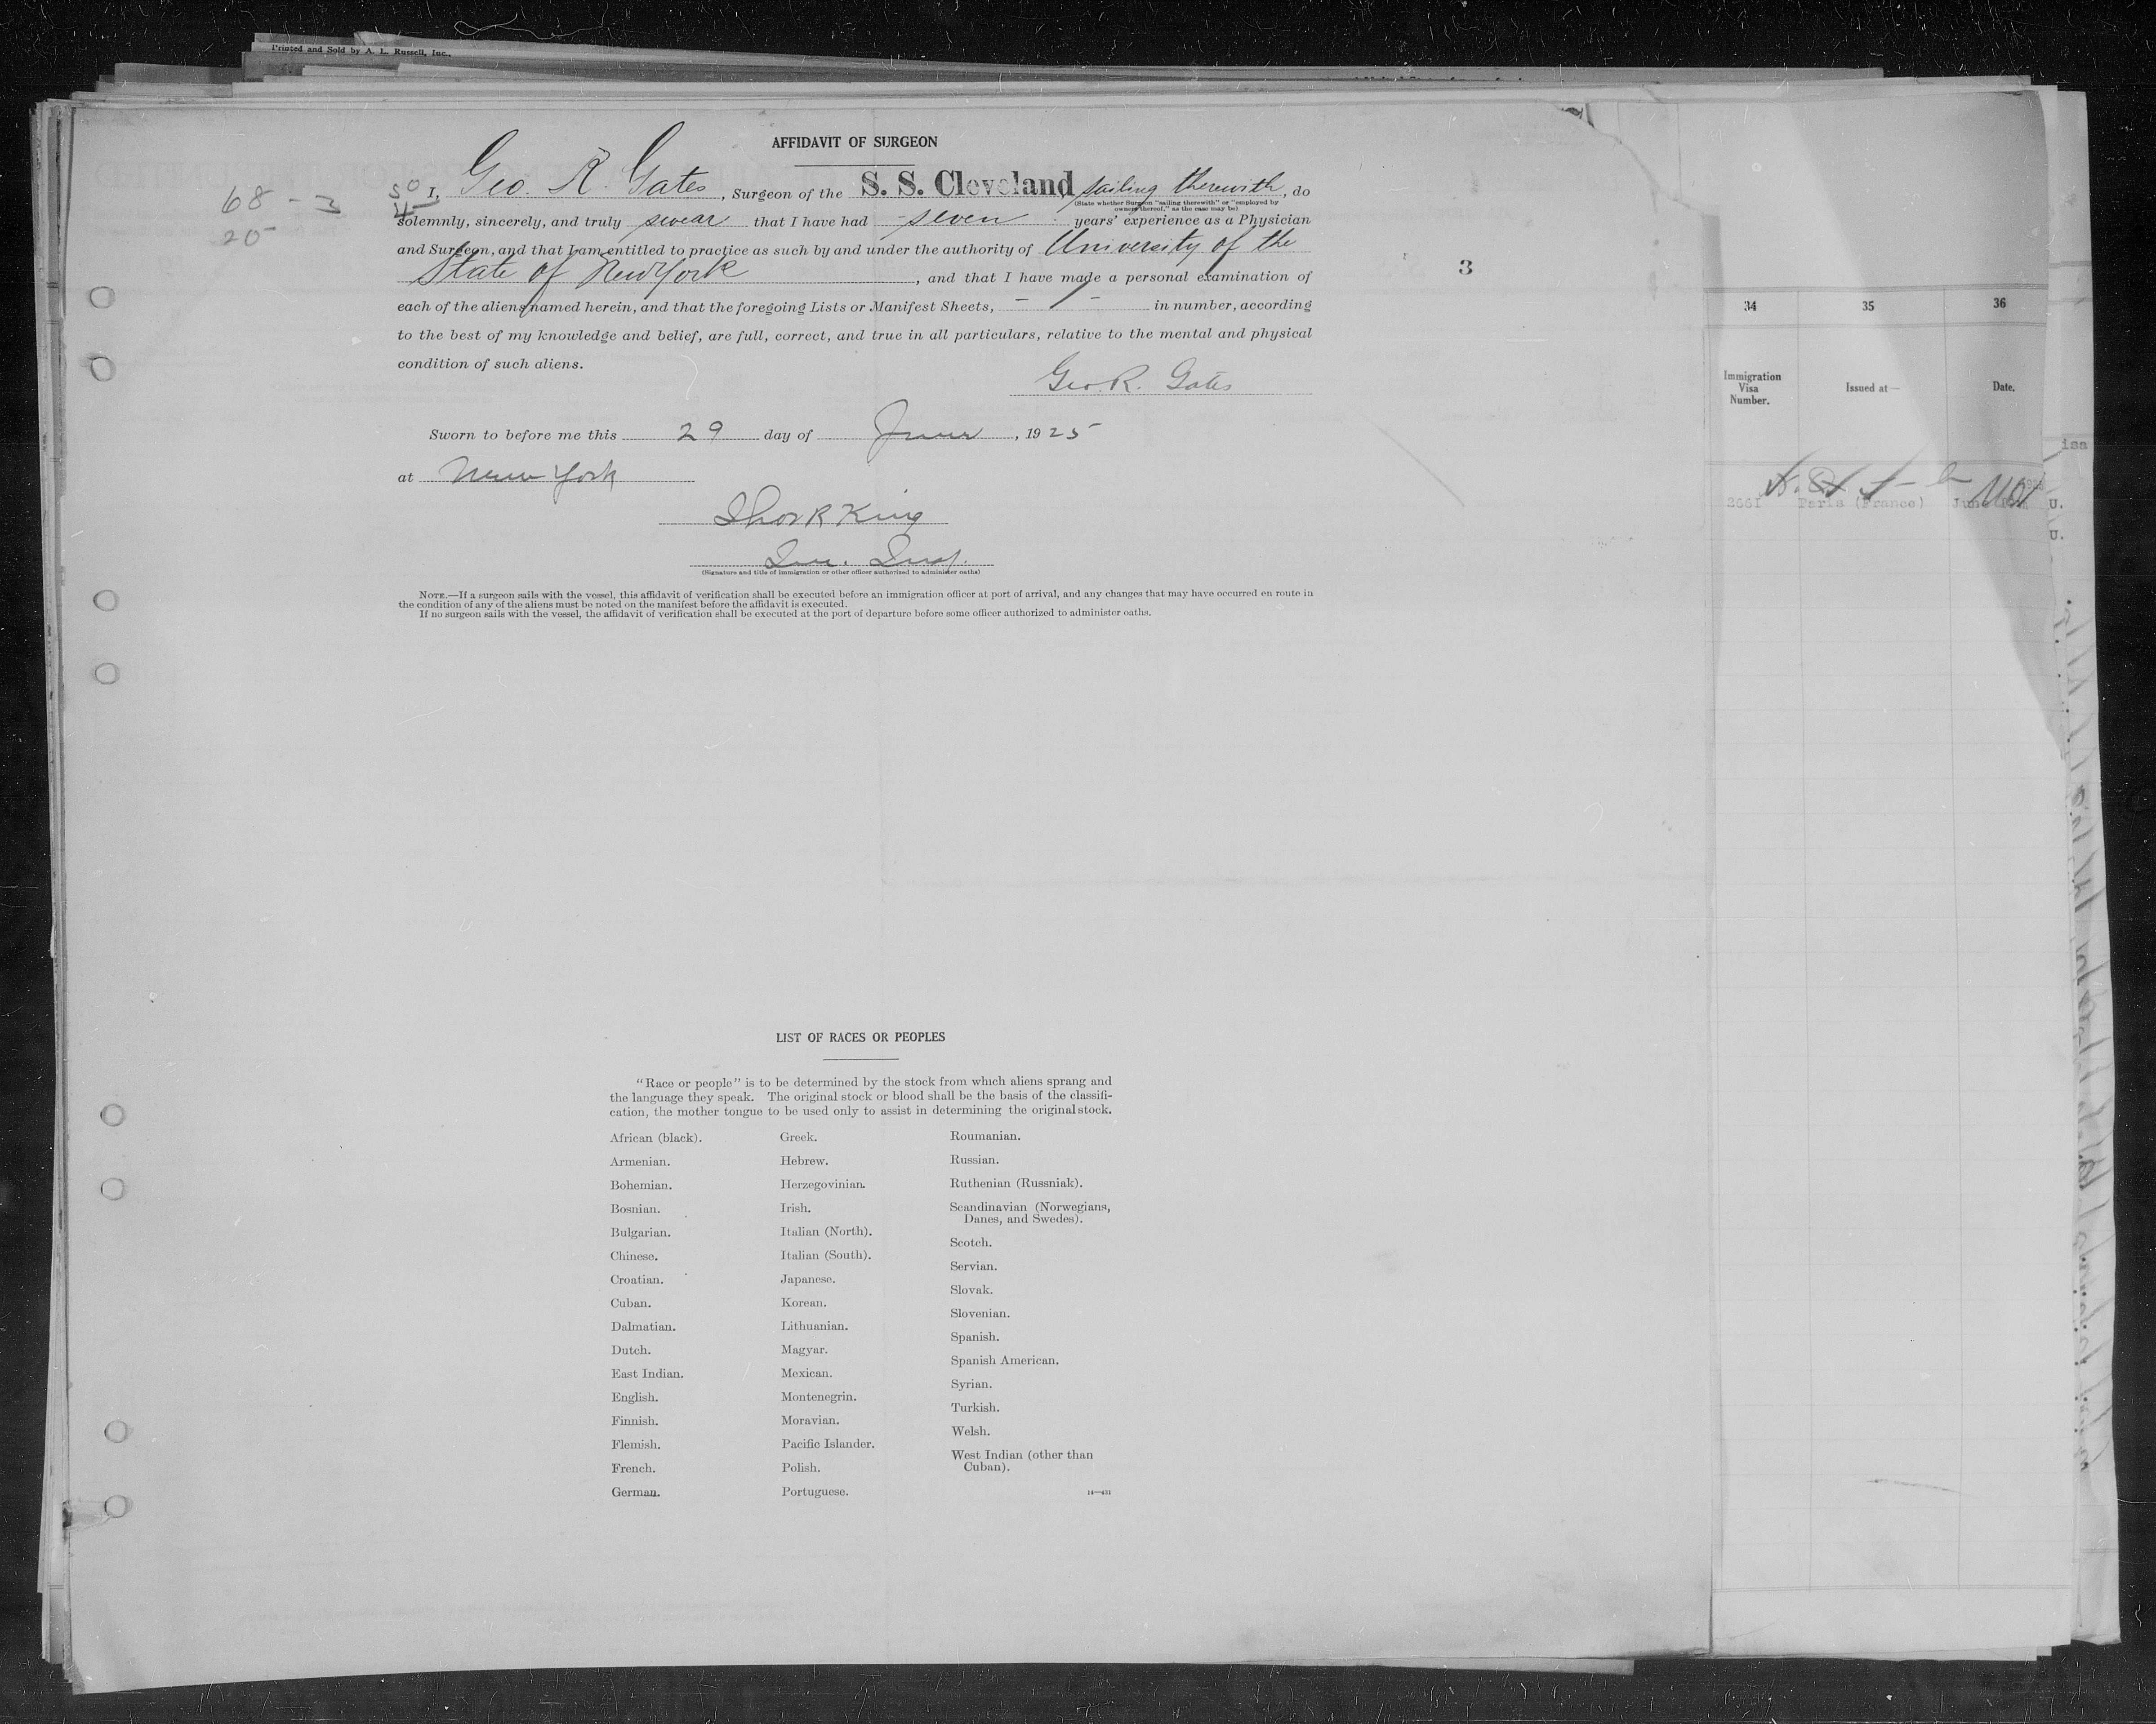 Printed and Sold by A. L. Russell, Inc.,
AFFIDAVIT OF SURGEON
68 - 3
20
50
I, Geo. R. Gates, Surgeon of the S. S. Cleveland, sailing therewith, do
(State whether Surgeon "sailing therewith" or "employed by
owners thereof," as the case may be)
solemnly, sincerely, and truly swear that I have had seven years' experience as a Physician
and Surgeon, and that I am entitled to practice as such by and under the authority of University of the
State of New York, and that I have made a personal examination of
each of the aliens named herein, and that the foregoing Lists or Manifest Sheets, - 1 - in number, according
to the best of my knowledge and belief, are full, correct, and true in all particulars, relative to the mental and physical
condition of such aliens.
Geo. R. Gates
Sworn to before me this 29 day of June, 1925
at New York
Thos R King
Im. Insp.
(Signature and title of immigration or other officer authorized to administer oaths)
NOTE.—If a surgeon sails with the vessel, this affidavit of verification shall be executed before an immigration officer at port of arrival, and any changes that may have occurred en route in
the condition of any of the aliens must be noted on the manifest before the affidavit is executed.
If no surgeon sails with the vessel, the affidavit of verification shall be executed at the port of departure before some officer authorized to administer oaths.
3
34 35 36
Immigration
Visa
Number.
Issued at—
Date.
isa
2661 Paris (France) June
U.
U.
LIST OF RACES OR PEOPLES
"Race or people" is to be determined by the stock from which aliens sprang and
the language they speak. The original stock or blood shall be the basis of the classifi-
cation, the mother tongue to be used only to assist in determining the original stock.
African (black).
Armenian.
Bohemian.
Bosnian.
Bulgarian.
Chinese.
Croatian.
Cuban.
Dalmatian.
Dutch.
East Indian.
English.
Finnish.
Flemish.
French.
German.
Greek.
Hebrew.
Herzegovinian.
Irish.
Italian (North).
Italian (South).
Japanese.
Korean.
Lithuanian.
Magyar.
Mexican.
Montenegrin.
Moravian.
Pacific Islander.
Polish.
Portuguese.
Roumanian.
Russian.
Ruthenian (Russniak).
Scandinavian (Norwegians,
Danes, and Swedes).
Scotch.
Servian.
Slovak.
Slovenian.
Spanish.
Spanish American.
Syrian.
Turkish.
Welsh.
West Indian (other than
Cuban).
14—431